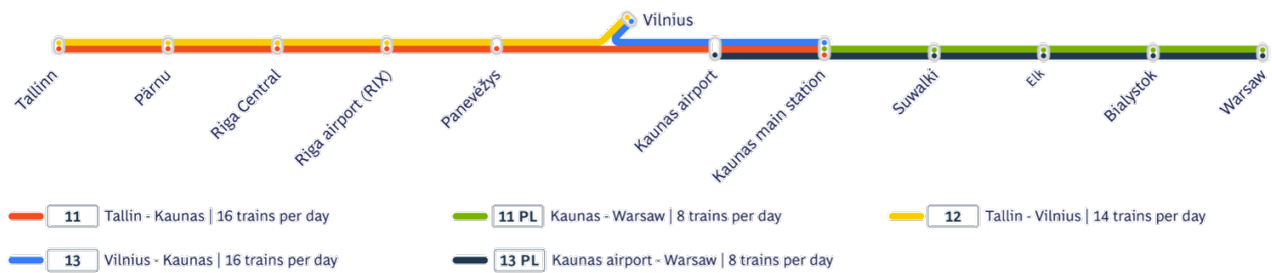 Vilnius
Tallinn
Pärnu
Riga Central
Riga airport (RIX)
Panevėžys
Kaunas airport
Kaunas main station
Suwalki
Ełk
Bialystok
Warsaw
11 Tallin - Kaunas | 16 trains per day
11 PL Kaunas - Warsaw | 8 trains per day
12 Tallin - Vilnius | 14 trains per day
13 Vilnius - Kaunas | 16 trains per day
13 PL Kaunas airport - Warsaw | 8 trains per day